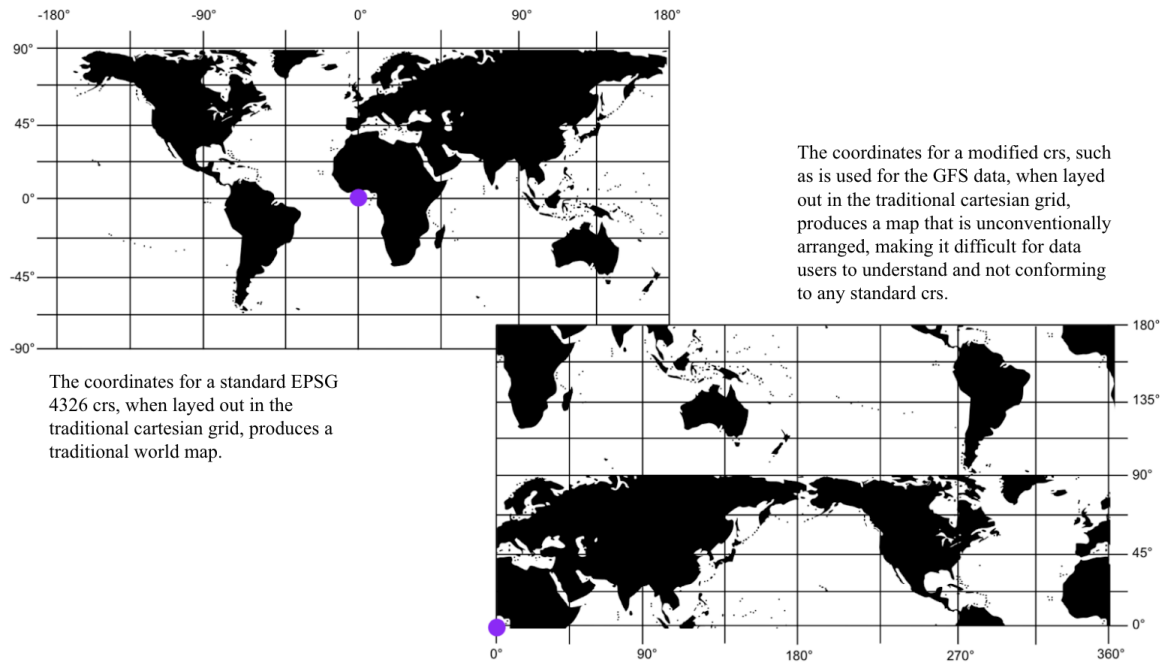 -180°
-90°
0°
90°
180°
90°
45°
0°
-45°
-90°
The coordinates for a standard EPSG
4326 crs, when layed out in the
traditional cartesian grid, produces a
traditional world map.
The coordinates for a modified crs, such
as is used for the GFS data, when layed
out in the traditional cartesian grid,
produces a map that is unconventionally
arranged, making it difficult for data
users to understand and not conforming
to any standard crs.
180°
135°
90°
45°
0°
0°
90°
180°
270°
360°